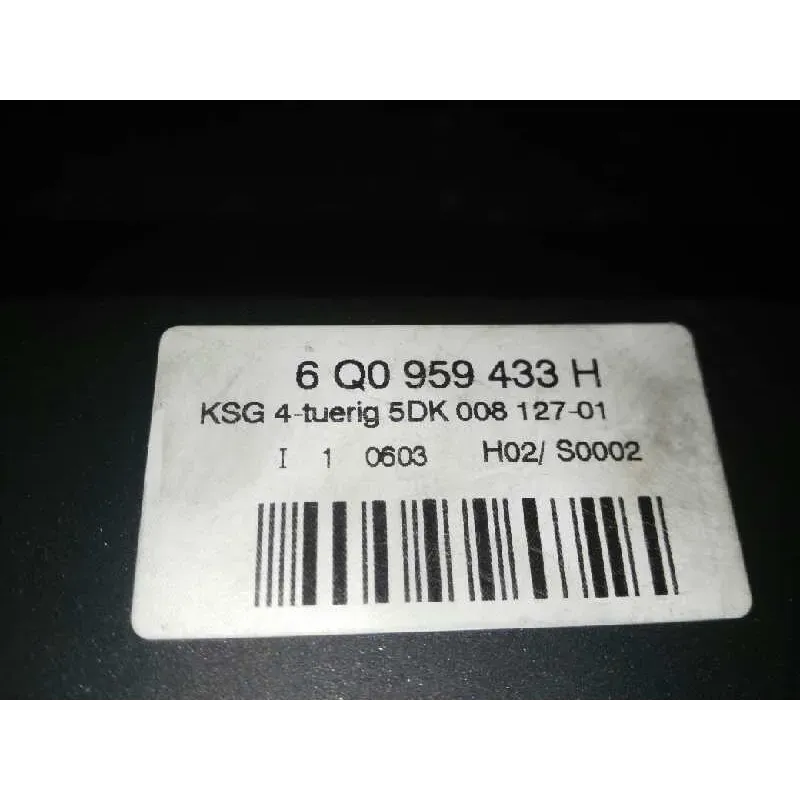 6 Q0 959 433 H
KSG 4-tuerig 5DK 008 127-01
I 1 0603 H02/ S0002